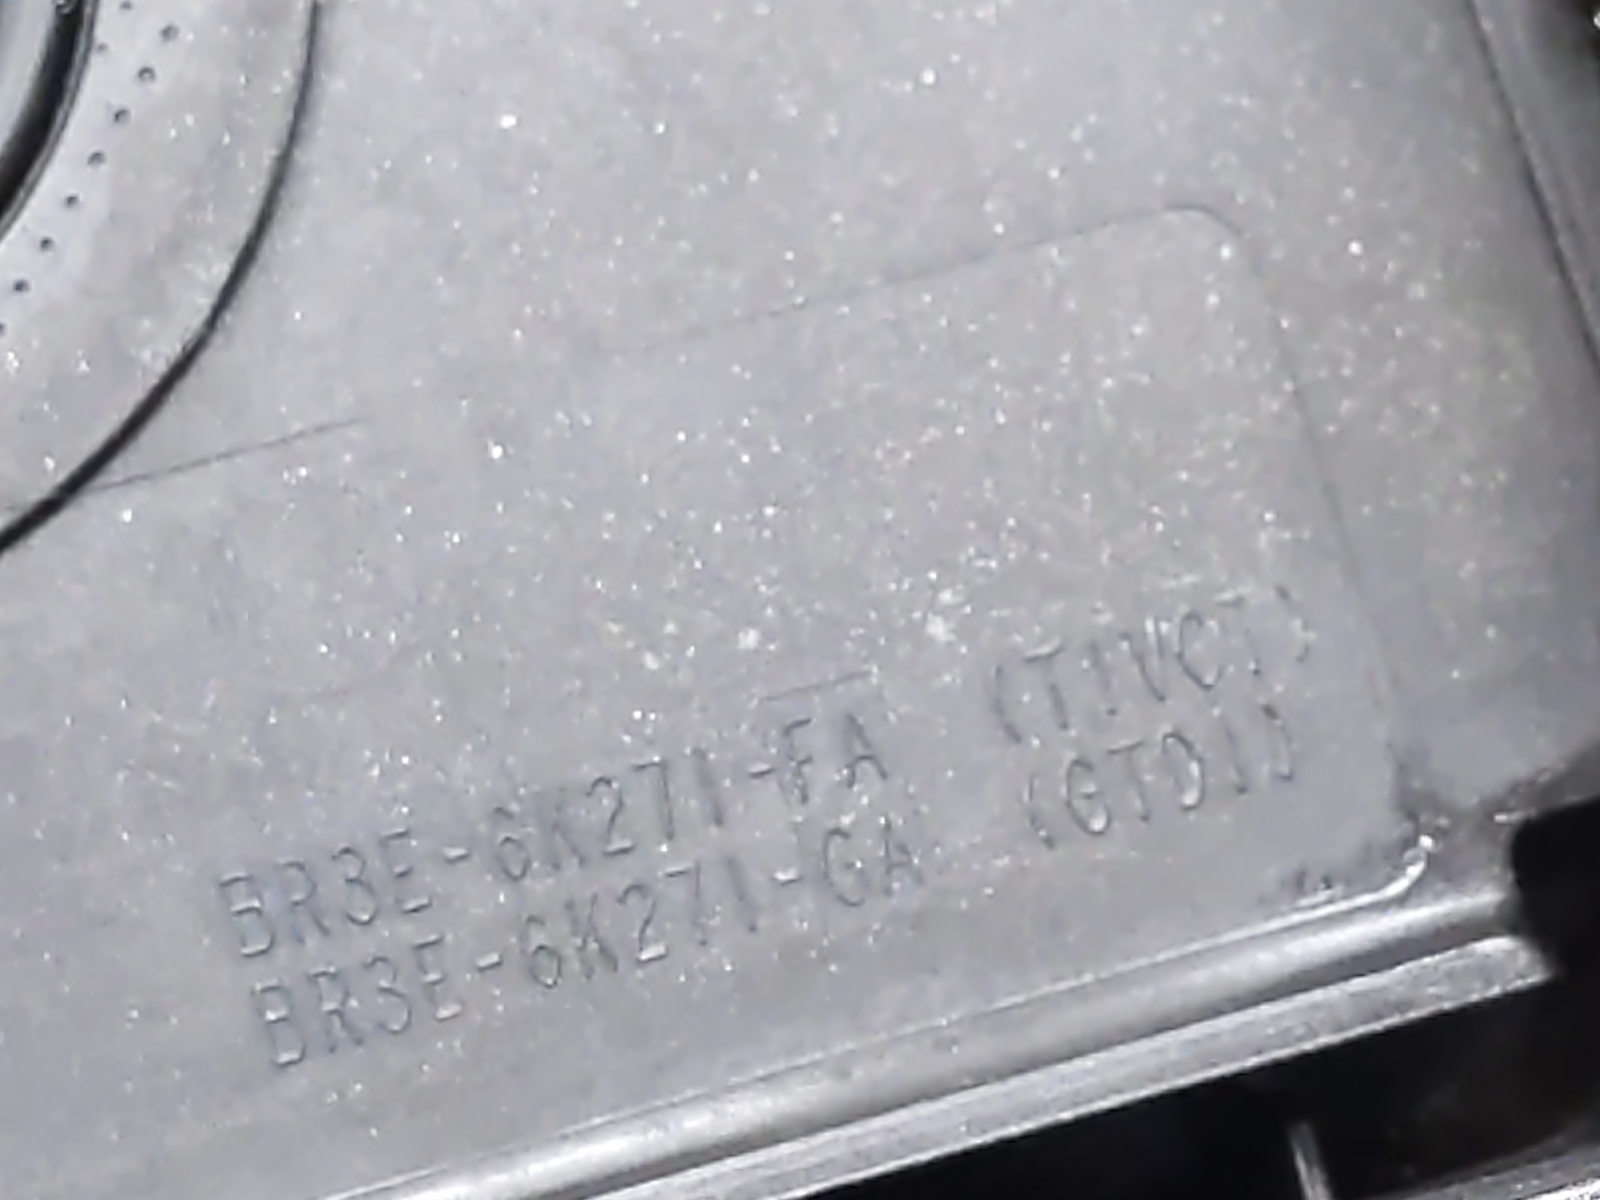 BR3E-6K271-FA (TIVCT)
BR3E-6K271-GA (GTDI)